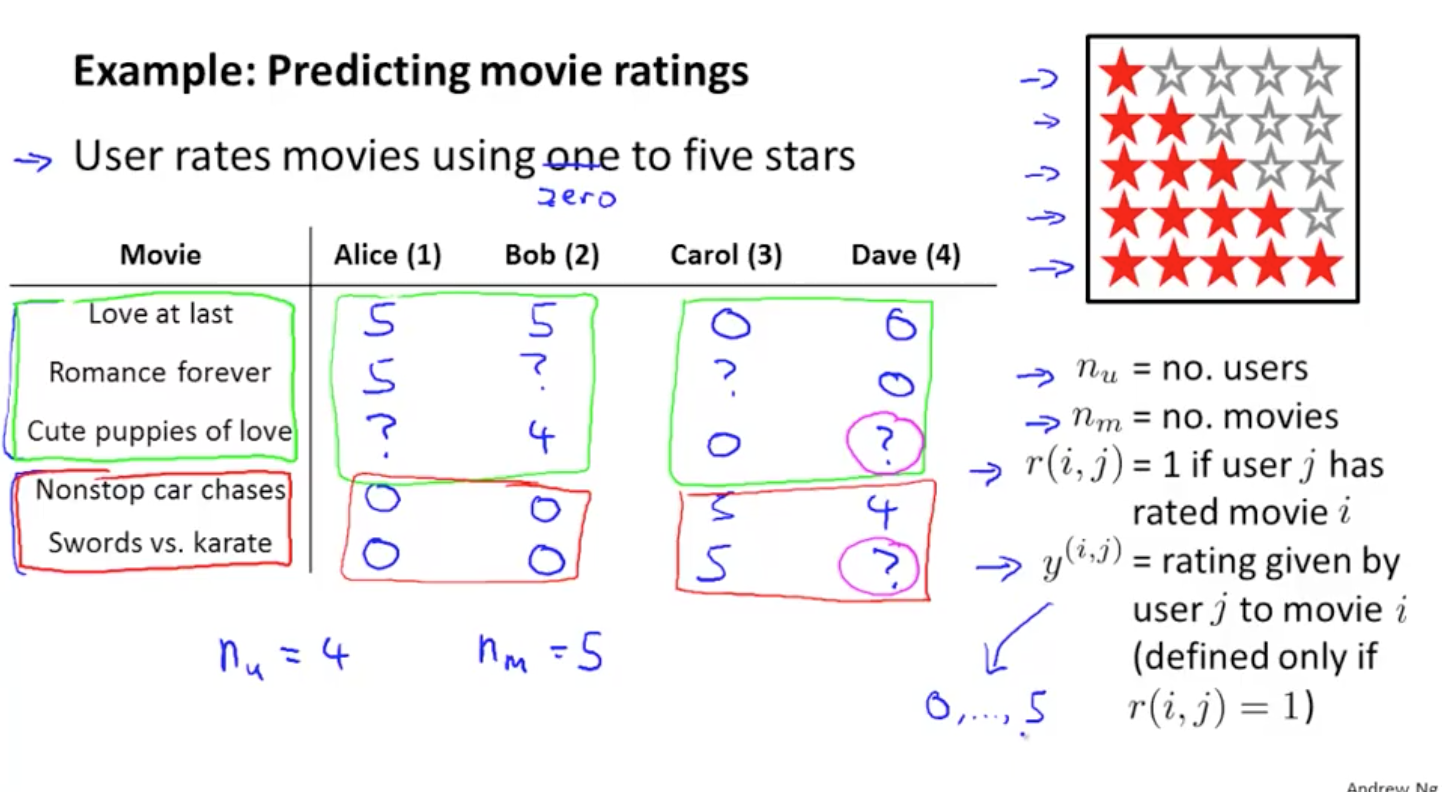 Example: Predicting movie ratings
→ User rates movies using one to five stars
zero
Movie Alice (1) Bob (2) Carol (3) Dave (4)
Love at last 5 5 0 0
Romance forever 5 ? ? 0
Cute puppies of love ? 4 0 ?
Nonstop car chases 0 0 5 4
Swords vs. karate 0 0 5 ?
n_u = 4 n_m = 5
→ n_u = no. users
→ n_m = no. movies
→ r(i, j) = 1 if user j has
rated movie i
→ y^(i,j) = rating given by
user j to movie i
(defined only if
r(i, j) = 1)
0, ..., 5
Andrew Ng